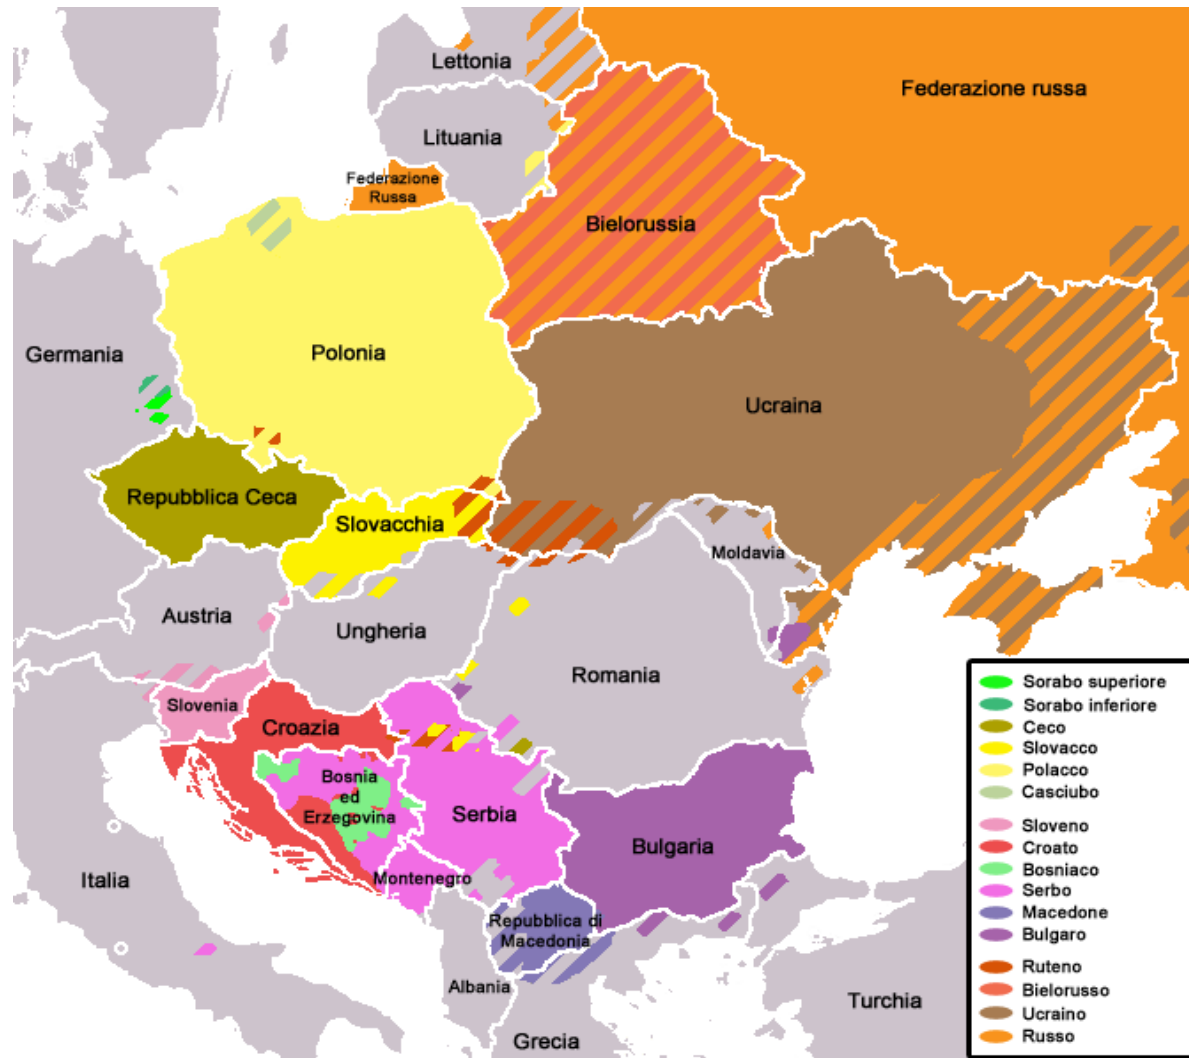 Lettonia
Federazione russa
Lituania
Federazione
Russa
Bielorussia
Germania
Polonia
Ucraina
Repubblica Ceca
Slovacchia
Moldavia
Austria
Ungheria
Romania
Slovenia
Croazia
Bosnia
ed
Erzegovina
Serbia
Bulgaria
Italia
Montenegro
Repubblica di
Macedonia
Albania
Grecia
Turchia
Sorabo superiore
Sorabo inferiore
Ceco
Slovacco
Polacco
Casciubo
Sloveno
Croato
Bosniaco
Serbo
Macedone
Bulgaro
Ruteno
Bielorusso
Ucraino
Russo